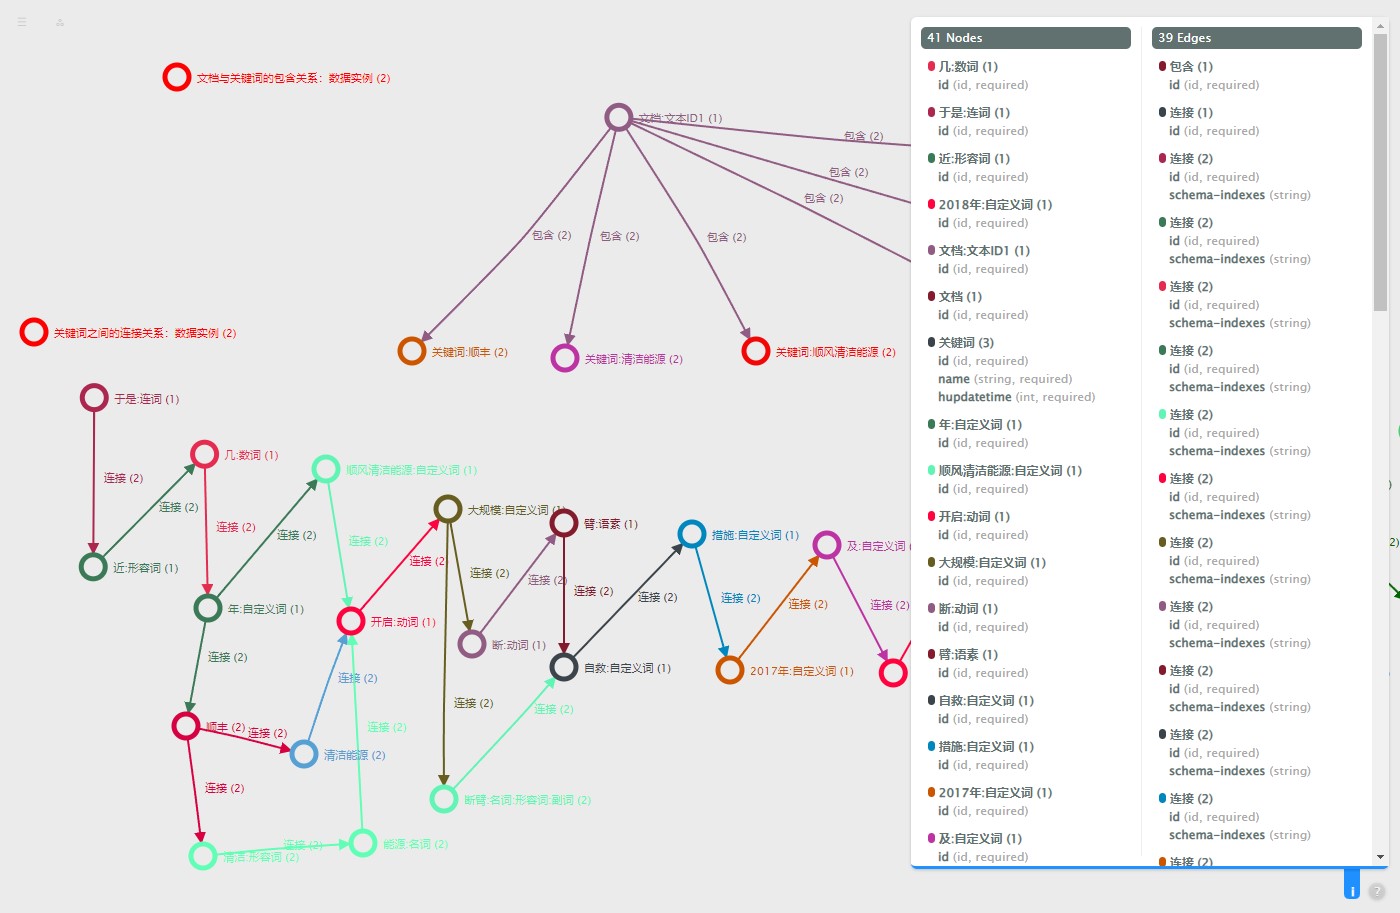 文档与关键词的包含关系：数据实例 (2)
文档:文本ID1 (1)
包含 (2)
包含 (2)
包含 (2)
包含 (2)
包含 (2)
包含 (2)
关键词之间的连接关系：数据实例 (2)
关键词:顺丰 (2)
关键词:清洁能源 (2)
关键词:顺风清洁能源 (2)
于是:连词 (1)
几:数词 (1)
顺风清洁能源:自定义词 (1)
连接 (2)
连接 (2)
连接 (2)
连接 (2)
连接 (2)
大规模:自定义词 (1)
臂:语素 (1)
措施:自定义词 (1)
及:自定义词
近:形容词 (1)
连接 (2)
连接 (2)
连接 (2)
连接 (2)
连接 (2)
连接 (2)
连接 (2)
连接 (2)
年:自定义词 (1)
开启:动词 (1)
断:动词 (1)
自救:自定义词 (1)
2017年:自定义词 (1)
连接 (2)
连接 (2)
连接 (2)
连接 (2)
顺丰 (2)
连接 (2)
连接 (2)
清洁能源 (2)
连接 (2)
断臂:名词:形容词:副词 (2)
连接 (2)
清洁:形容词 (2)
能源:名词 (2)
41 Nodes
几:数词 (1)
id (id, required)
于是:连词 (1)
id (id, required)
近:形容词 (1)
id (id, required)
2018年:自定义词 (1)
id (id, required)
文档:文本ID1 (1)
id (id, required)
文档 (1)
id (id, required)
关键词 (3)
id (id, required)
name (string, required)
hupdatetime (int, required)
年:自定义词 (1)
id (id, required)
顺风清洁能源:自定义词 (1)
id (id, required)
开启:动词 (1)
id (id, required)
大规模:自定义词 (1)
id (id, required)
断:动词 (1)
id (id, required)
臂:语素 (1)
id (id, required)
自救:自定义词 (1)
id (id, required)
措施:自定义词 (1)
id (id, required)
2017年:自定义词 (1)
id (id, required)
及:自定义词 (1)
id (id, required)
39 Edges
包含 (1)
id (id, required)
连接 (1)
id (id, required)
连接 (2)
id (id, required)
schema-indexes (string)
连接 (2)
id (id, required)
schema-indexes (string)
连接 (2)
id (id, required)
schema-indexes (string)
连接 (2)
id (id, required)
schema-indexes (string)
连接 (2)
id (id, required)
schema-indexes (string)
连接 (2)
id (id, required)
schema-indexes (string)
连接 (2)
id (id, required)
schema-indexes (string)
连接 (2)
id (id, required)
schema-indexes (string)
连接 (2)
id (id, required)
schema-indexes (string)
连接 (2)
id (id, required)
schema-indexes (string)
连接 (2)
id (id, required)
schema-indexes (string)
连接 (2)